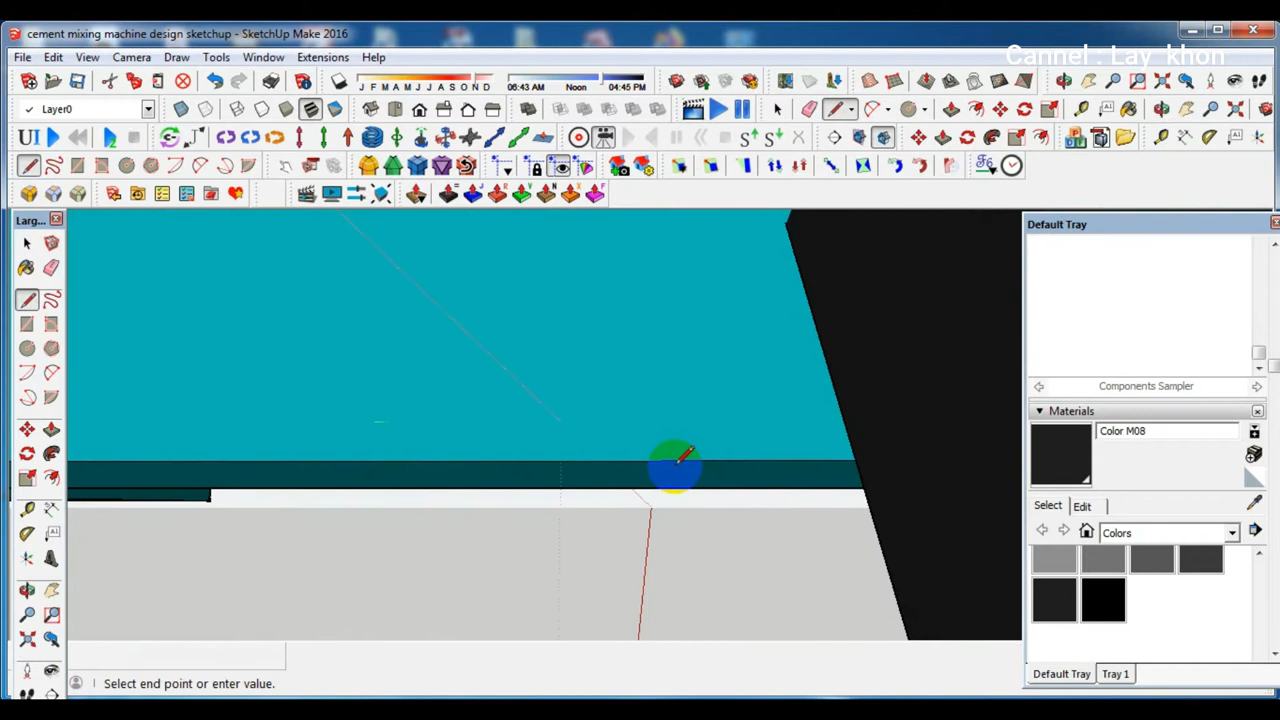 cement mixing machine design sketchup - SketchUp Make 2016
File Edit View Camera Draw Tools Window Extensions Help
Cannel : Lay khon
J F M A M J J A S O N D
06:43 AM Noon 04:45 PM
Layer0
UI
Larg...
Default Tray
Components Sampler
Materials
Color M08
Select Edit
Colors
Default Tray Tray 1
Select end point or enter value.